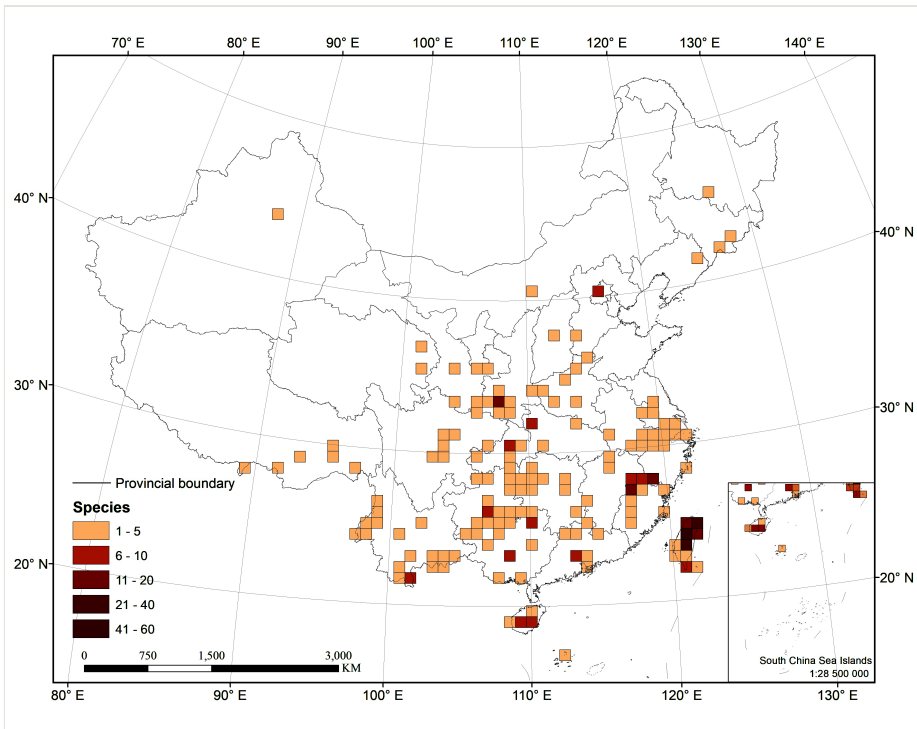 70° E 80° E 90° E 100° E 110° E 120° E 130° E 140° E
40° N 40° N
30° N 30° N
20° N 20° N
Provincial boundary
Species
1 - 5
6 - 10
11 - 20
21 - 40
41 - 60
0 750 1,500 3,000
KM
South China Sea Islands
1:28 500 000
80° E 90° E 100° E 110° E 120° E 130° E